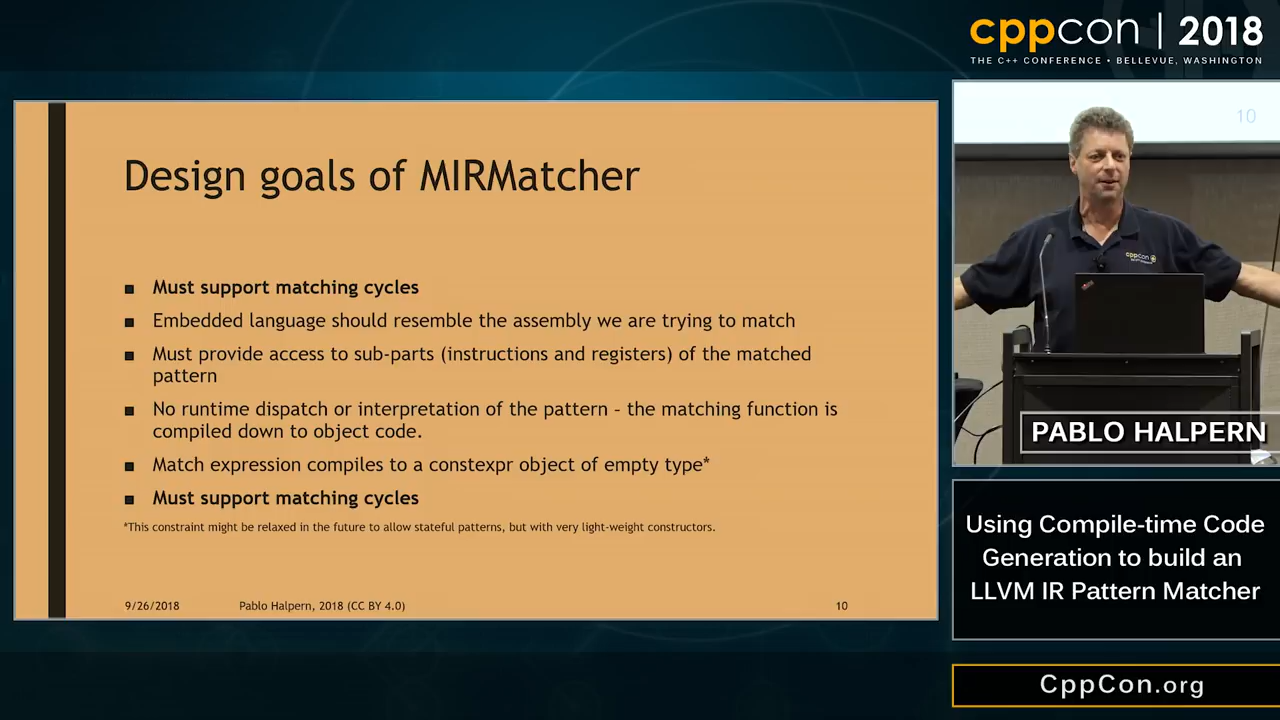 cppcon | 2018
THE C++ CONFERENCE • BELLEVUE, WASHINGTON
Design goals of MIRMatcher
Must support matching cycles
Embedded language should resemble the assembly we are trying to match
Must provide access to sub-parts (instructions and registers) of the matched
pattern
No runtime dispatch or interpretation of the pattern – the matching function is
compiled down to object code.
Match expression compiles to a constexpr object of empty type*
Must support matching cycles
*This constraint might be relaxed in the future to allow stateful patterns, but with very light-weight constructors.
9/26/2018
Pablo Halpern, 2018 (CC BY 4.0)
10
10
cppcon
PABLO HALPERN
Using Compile-time Code
Generation to build an
LLVM IR Pattern Matcher
CppCon.org